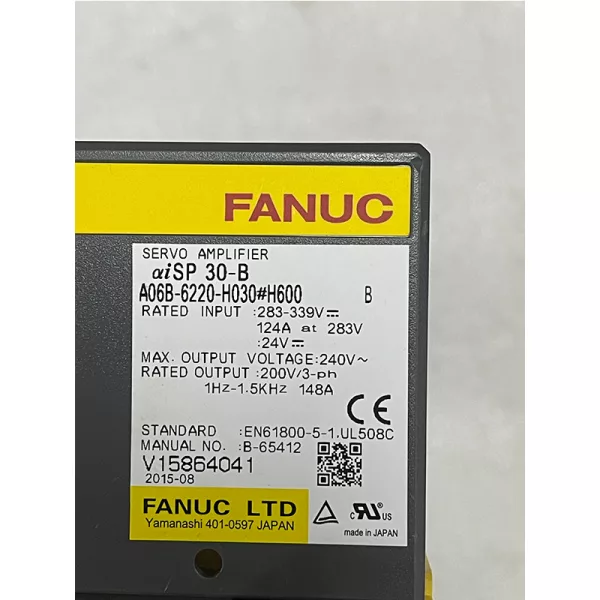 FANUC
SERVO AMPLIFIER
αiSP 30-B
A06B-6220-H030#H600 B
RATED INPUT :283-339V⎓
124A at 283V
:24V⎓
MAX. OUTPUT VOLTAGE:240V~
RATED OUTPUT :200V/3-ph
1Hz-1.5KHz 148A
CE
STANDARD :EN61800-5-1.UL508C
MANUAL NO. :B-65412
V15864041
2015-08
FANUC LTD
Yamanashi 401-0597 JAPAN
c RU US
made in JAPAN